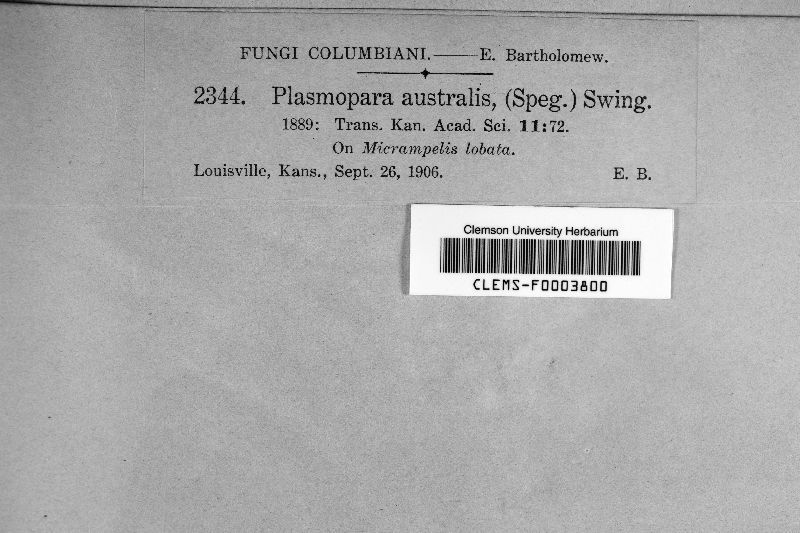 FUNGI COLUMBIANI.——E. Bartholomew.
2344. Plasmopara australis, (Speg.) Swing.
1889: Trans. Kan. Acad. Sci. 11:72.
On Micrampelis lobata.
Louisville, Kans., Sept. 26, 1906. E. B.
Clemson University Herbarium
CLEMS-F0003800